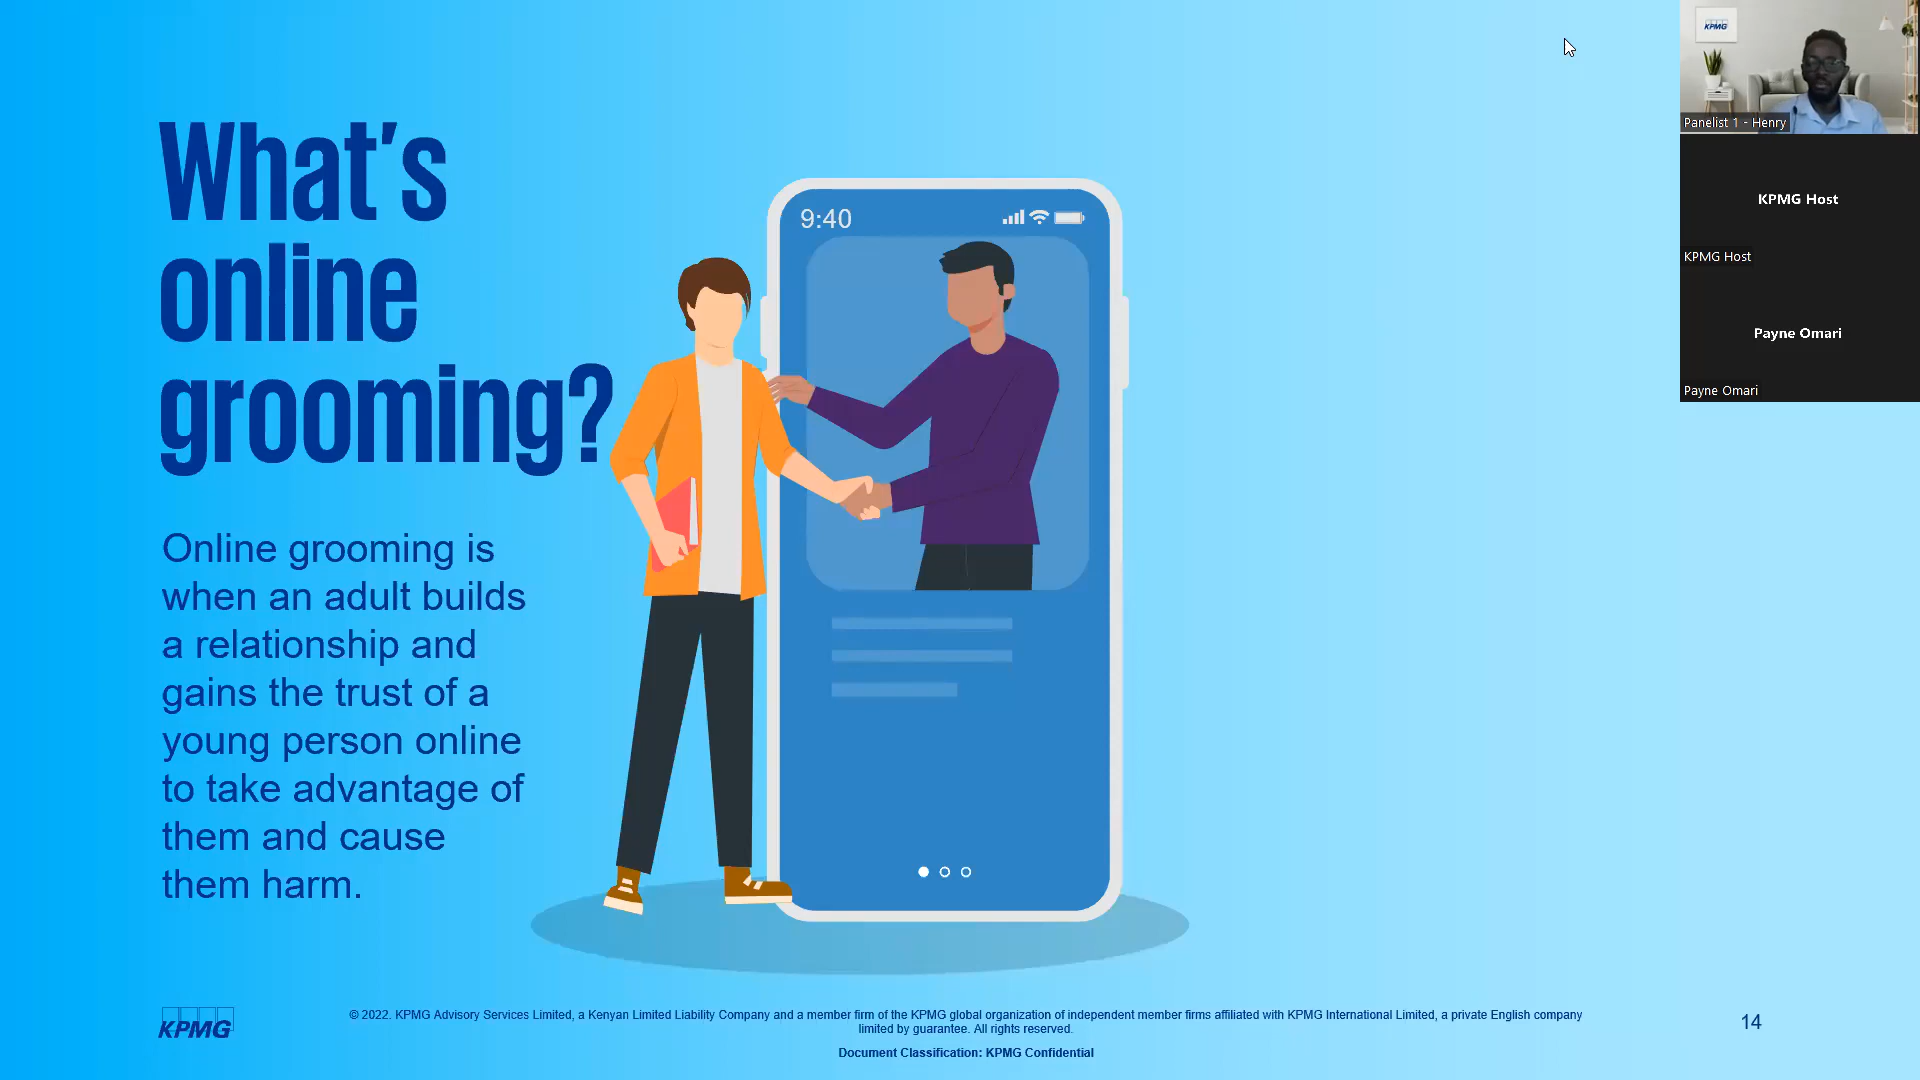 What's
online
grooming?
Online grooming is
when an adult builds
a relationship and
gains the trust of a
young person online
to take advantage of
them and cause
them harm.
9:40
KPMG
Panelist 1 - Henry
KPMG Host
KPMG Host
Payne Omari
Payne Omari
KPMG
© 2022. KPMG Advisory Services Limited, a Kenyan Limited Liability Company and a member firm of the KPMG global organization of independent member firms affiliated with KPMG International Limited, a private English company
limited by guarantee. All rights reserved.
Document Classification: KPMG Confidential
14